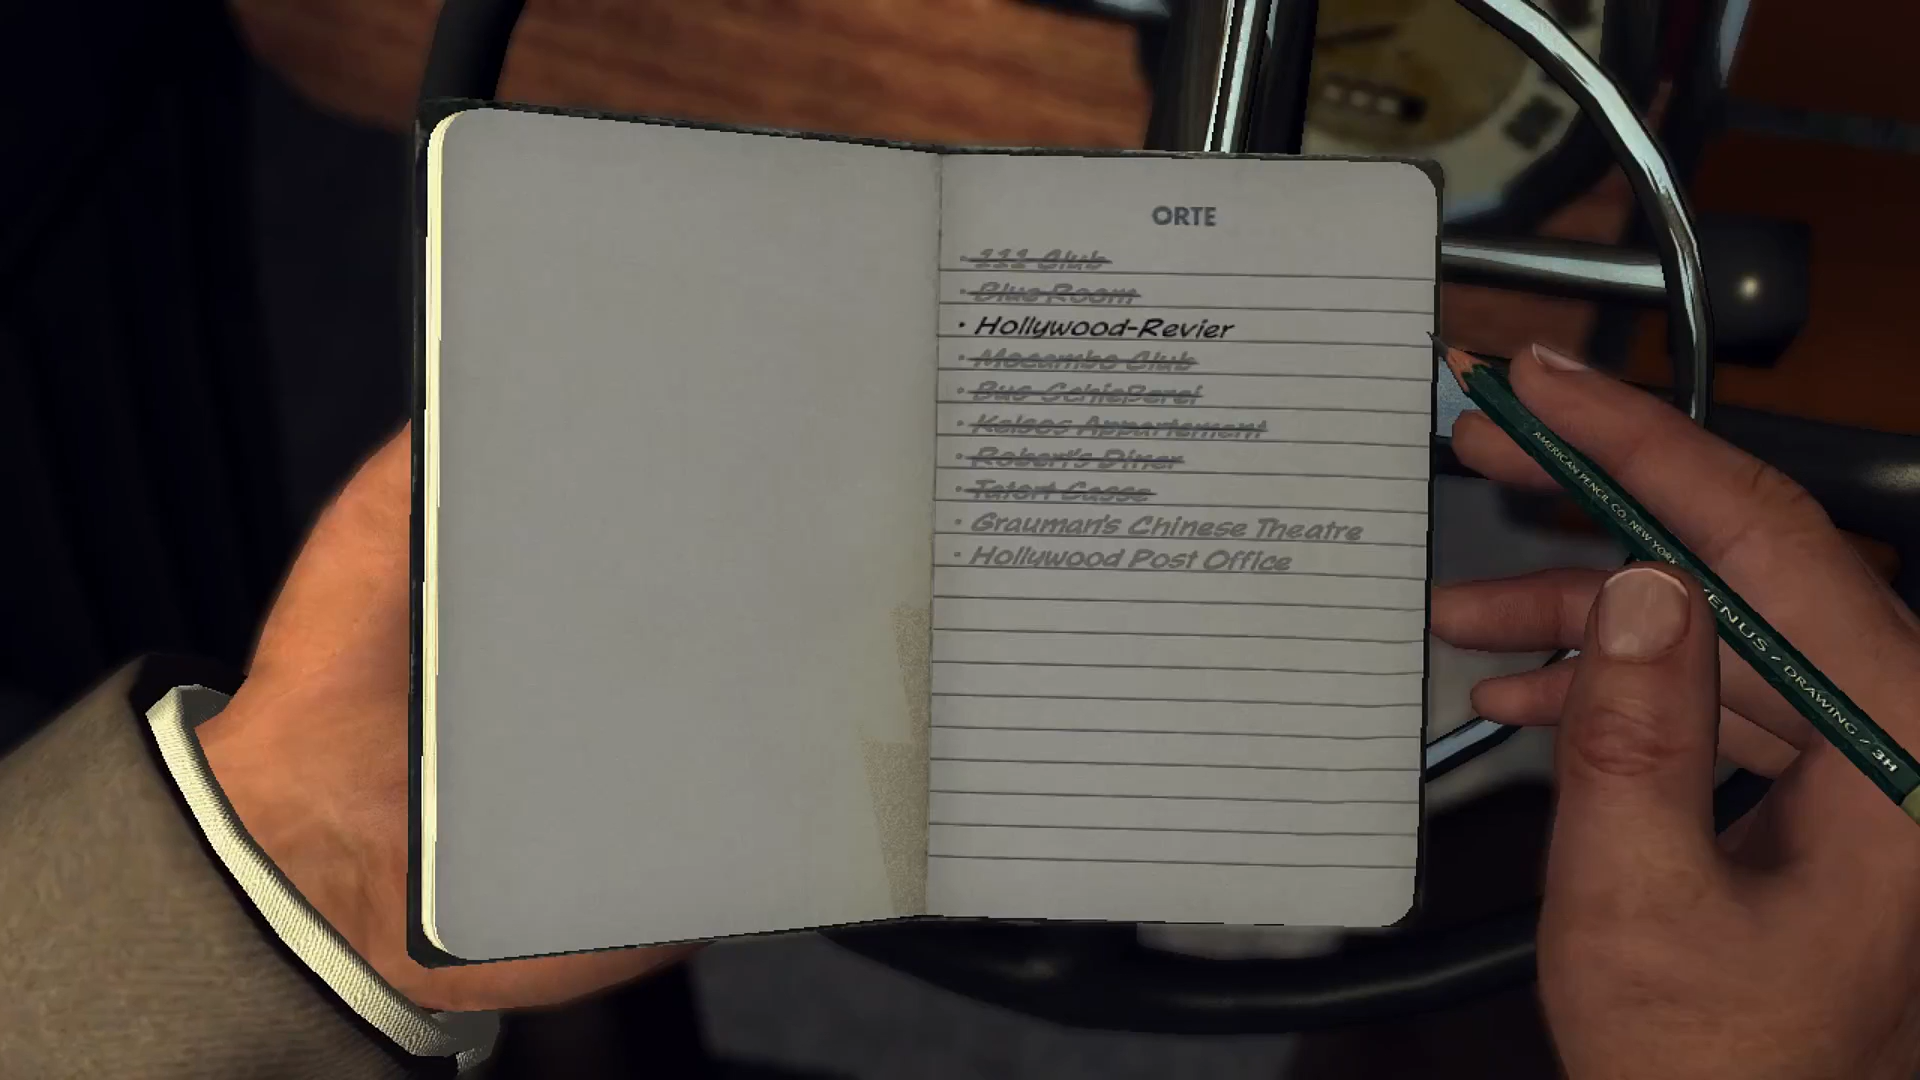 ORTE
• 111 Club
• Blue Room
• Hollywood-Revier
• Mocambo Club
• Bus-Schießerei
• Kelsos Appartement
• Robert's Diner
• Tatort Gasse
• Grauman's Chinese Theatre
• Hollywood Post Office
AMERICAN PENCIL CO. NEW YORK
VENUS / DRAWING / 3H